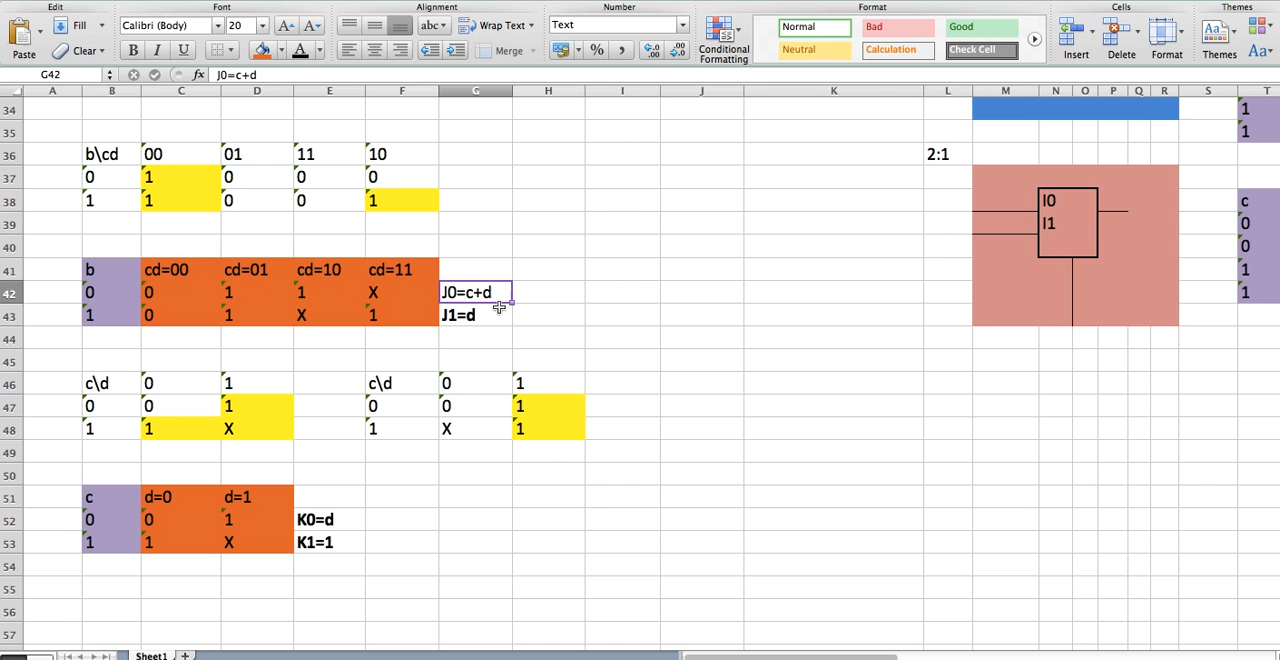 Edit Font Alignment Number Format Cells Themes
Fill Calibri (Body) 20 A A abc Wrap Text Text Normal Bad Good
Paste Clear B I U A Merge % , .0 .00 Conditional Formatting Neutral Calculation Check Cell Insert Delete Format Themes Aa
G42 fx J0=c+d
A B C D E F G H I J K L M N O P Q R S T
34 1
35 1
36 b\cd 00 01 11 10 2:1
37 0 1 0 0 0
38 1 1 0 0 1 I0 c
39 I1 0
40 0
41 b cd=00 cd=01 cd=10 cd=11 1
42 0 0 1 1 X J0=c+d 1
43 1 0 1 X 1 J1=d
44
45
46 c\d 0 1 c\d 0 1
47 0 0 1 0 0 1
48 1 1 X 1 X 1
49
50
51 c d=0 d=1
52 0 0 1 K0=d
53 1 1 X K1=1
54
55
56
57
Sheet1 +